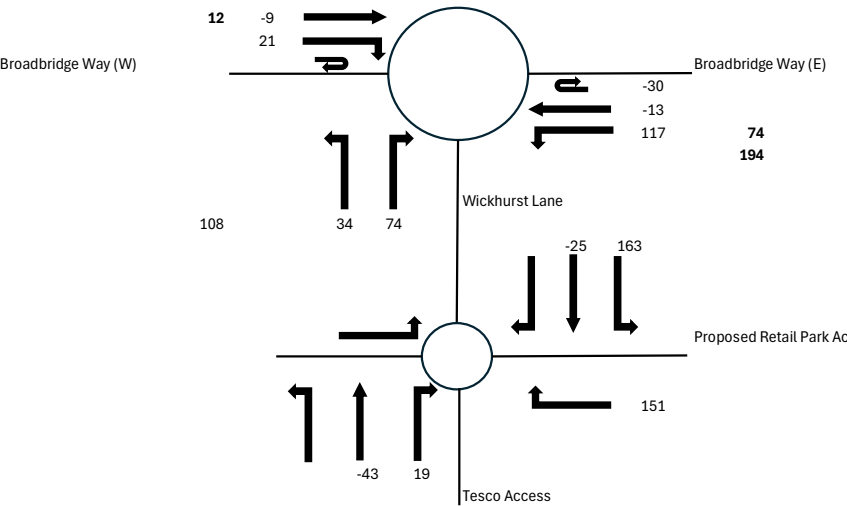 12 -9
21
Broadbridge Way (W)
Broadbridge Way (E)
-30
-13
117 74
194
Wickhurst Lane
108 34 74
-25 163
Proposed Retail Park Ac
151
-43 19
Tesco Access